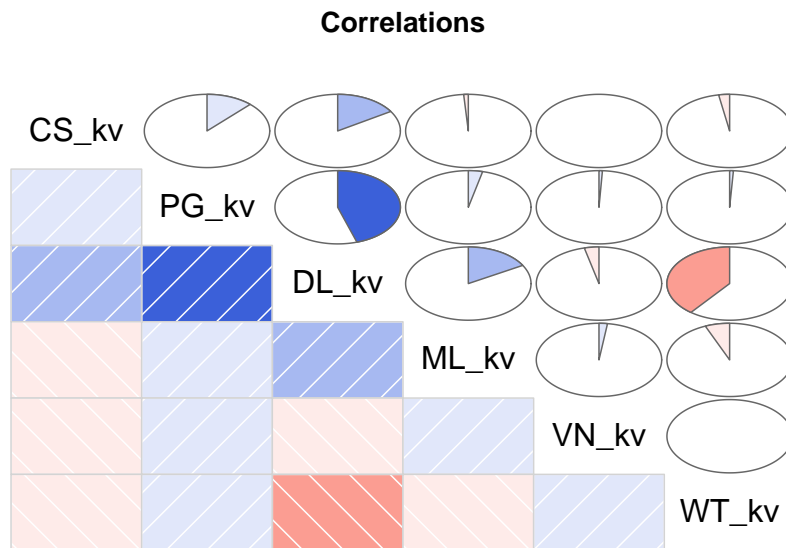 Correlations
CS_kv
PG_kv
DL_kv
ML_kv
VN_kv
WT_kv